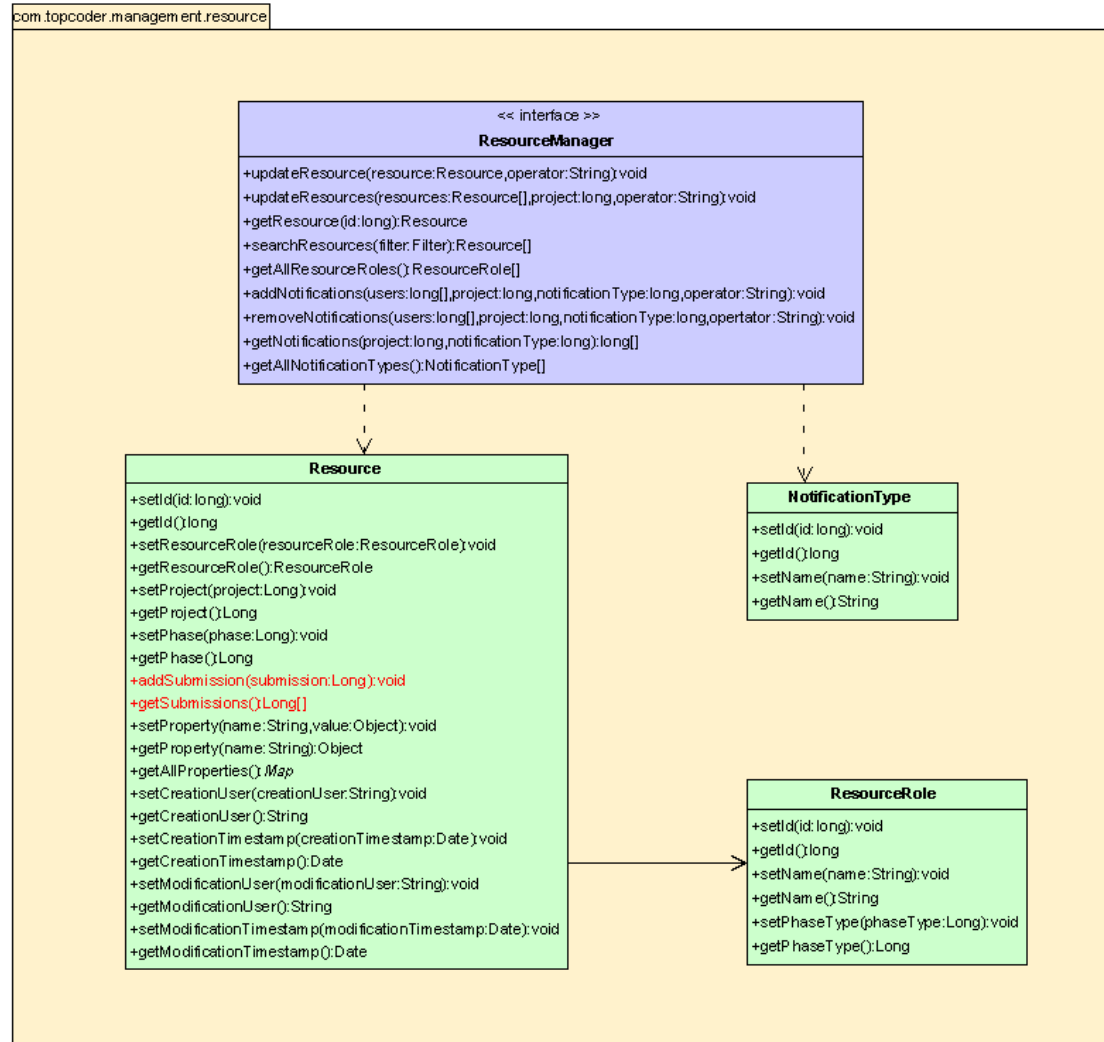 com.topcoder.management.resource
<< interface >>
ResourceManager
+updateResource(resource:Resource,operator:String):void
+updateResources(resources:Resource[],project:long,operator:String):void
+getResource(id:long):Resource
+searchResources(filter:Filter):Resource[]
+getAllResourceRoles():ResourceRole[]
+addNotifications(users:long[],project:long,notificationType:long,operator:String):void
+removeNotifications(users:long[],project:long,notificationType:long,opertator:String):void
+getNotifications(project:long,notificationType:long):long[]
+getAllNotificationTypes():NotificationType[]
Resource
+setId(id:long):void
+getId():long
+setResourceRole(resourceRole:ResourceRole):void
+getResourceRole():ResourceRole
+setProject(project:Long):void
+getProject():Long
+setPhase(phase:Long):void
+getPhase():Long
+addSubmission(submission:Long):void
+getSubmissions():Long[]
+setProperty(name:String,value:Object):void
+getProperty(name:String):Object
+getAllProperties():Map
+setCreationUser(creationUser:String):void
+getCreationUser():String
+setCreationTimestamp(creationTimestamp:Date):void
+getCreationTimestamp():Date
+setModificationUser(modificationUser:String):void
+getModificationUser():String
+setModificationTimestamp(modificationTimestamp:Date):void
+getModificationTimestamp():Date
NotificationType
+setId(id:long):void
+getId():long
+setName(name:String):void
+getName():String
ResourceRole
+setId(id:long):void
+getId():long
+setName(name:String):void
+getName():String
+setPhaseType(phaseType:Long):void
+getPhaseType():Long